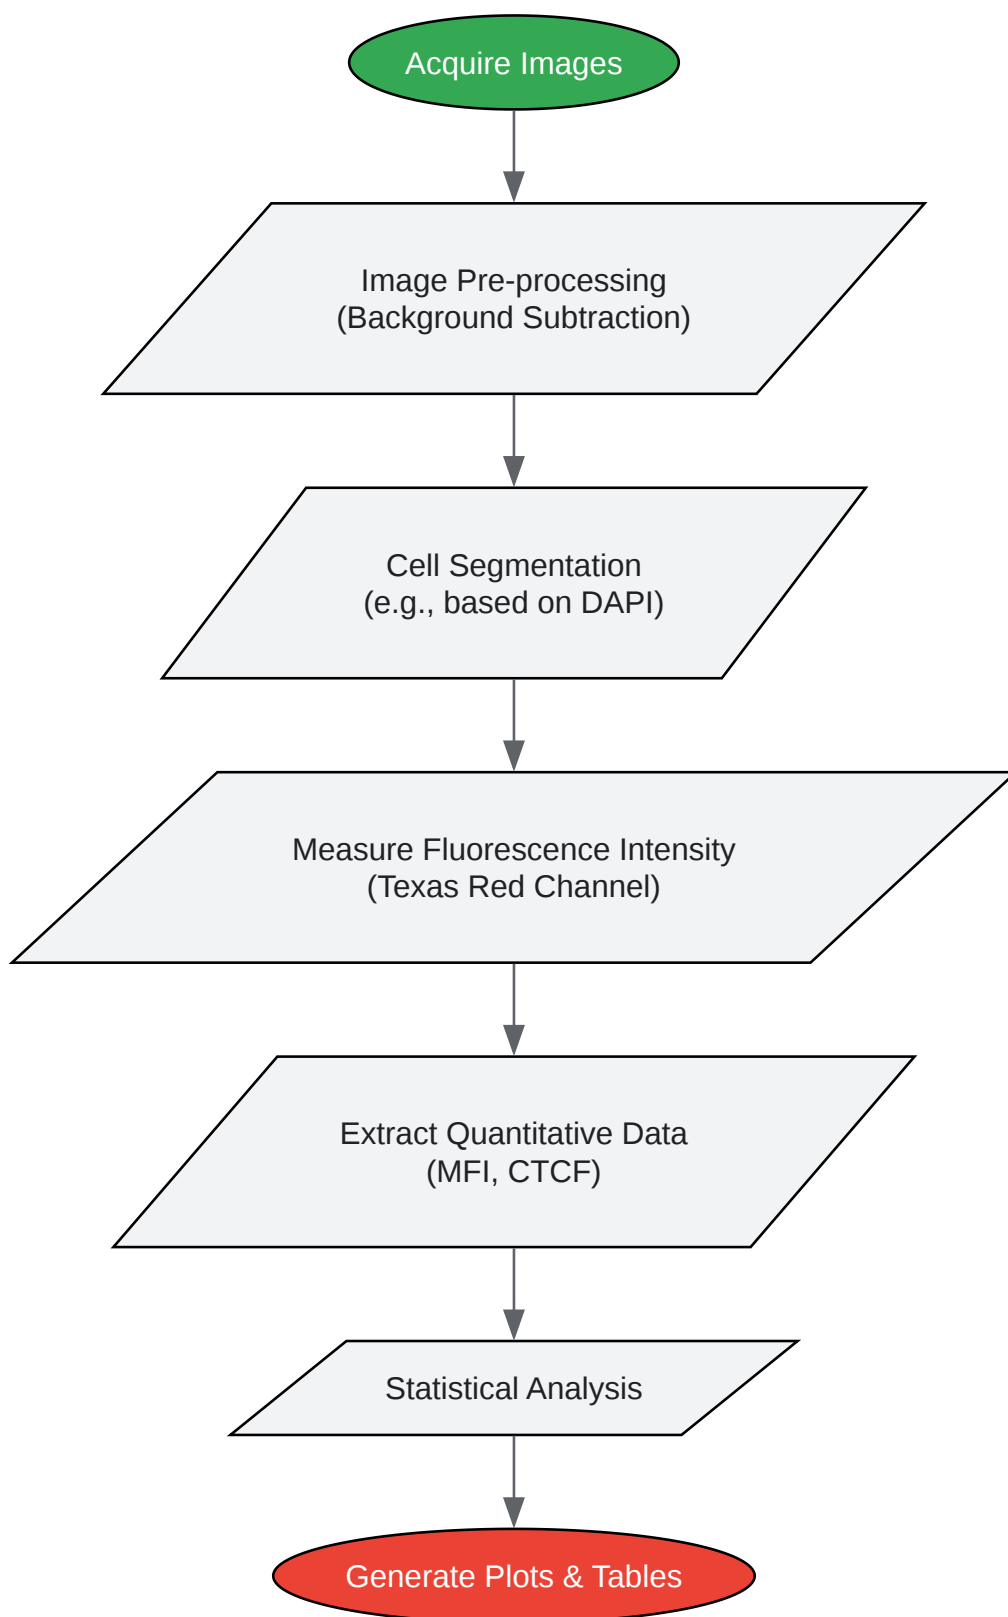 Acquire Images
Image Pre-processing
(Background Subtraction)
Cell Segmentation
(e.g., based on DAPI)
Measure Fluorescence Intensity
(Texas Red Channel)
Extract Quantitative Data
(MFI, CTCF)
Statistical Analysis
Generate Plots & Tables